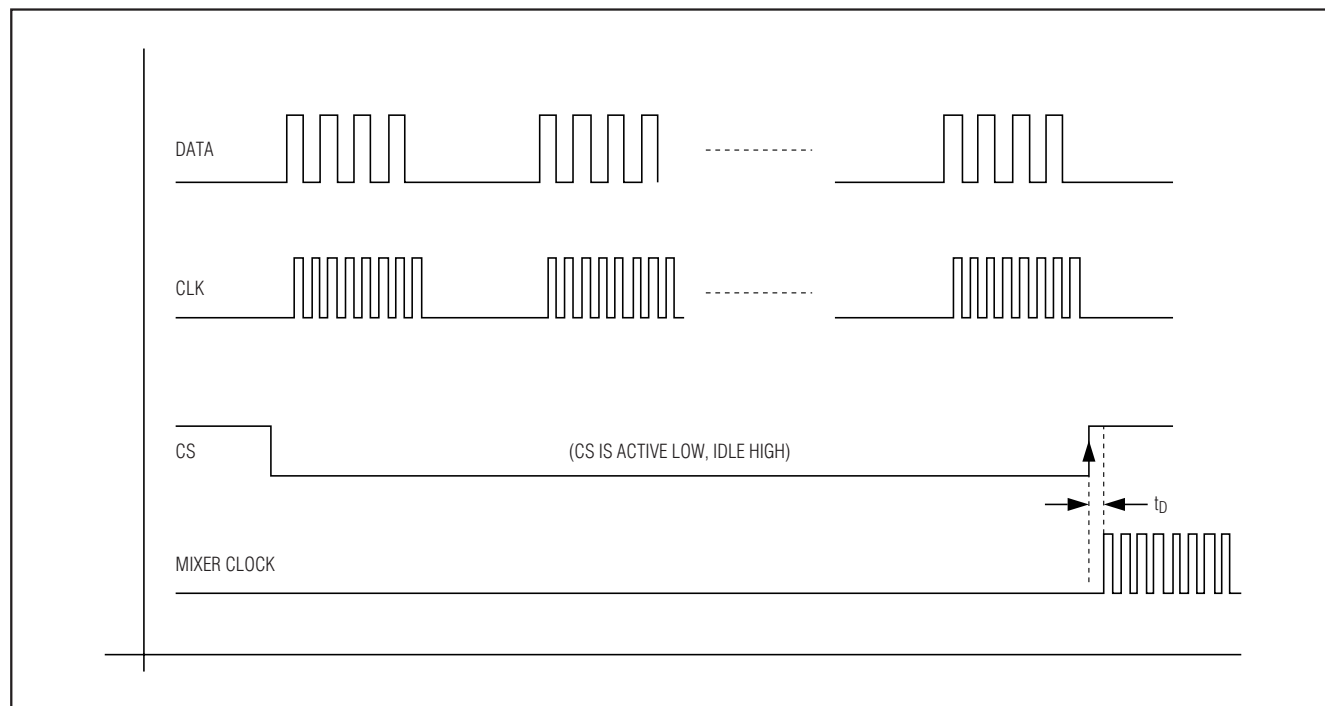 DATA
CLK
CS
(CS IS ACTIVE LOW, IDLE HIGH)
tD
MIXER CLOCK